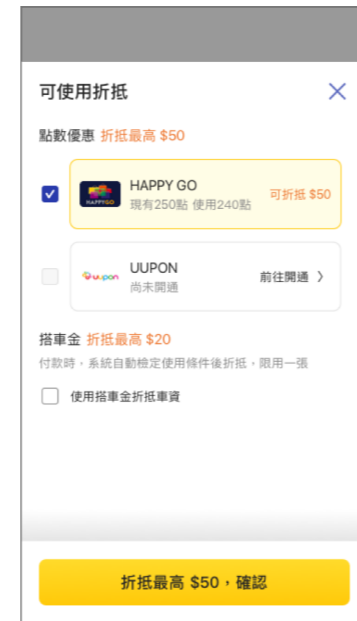 可使用折抵
點數優惠 折抵最高 $50
HAPPY GO
HAPPYGO
現有250點 使用240點
可折抵 $50
UUPON
uupon
尚未開通
前往開通
搭車金 折抵最高 $20
付款時，系統自動檢定使用條件後折抵，限用一張
使用搭車金折抵車資
折抵最高 $50，確認